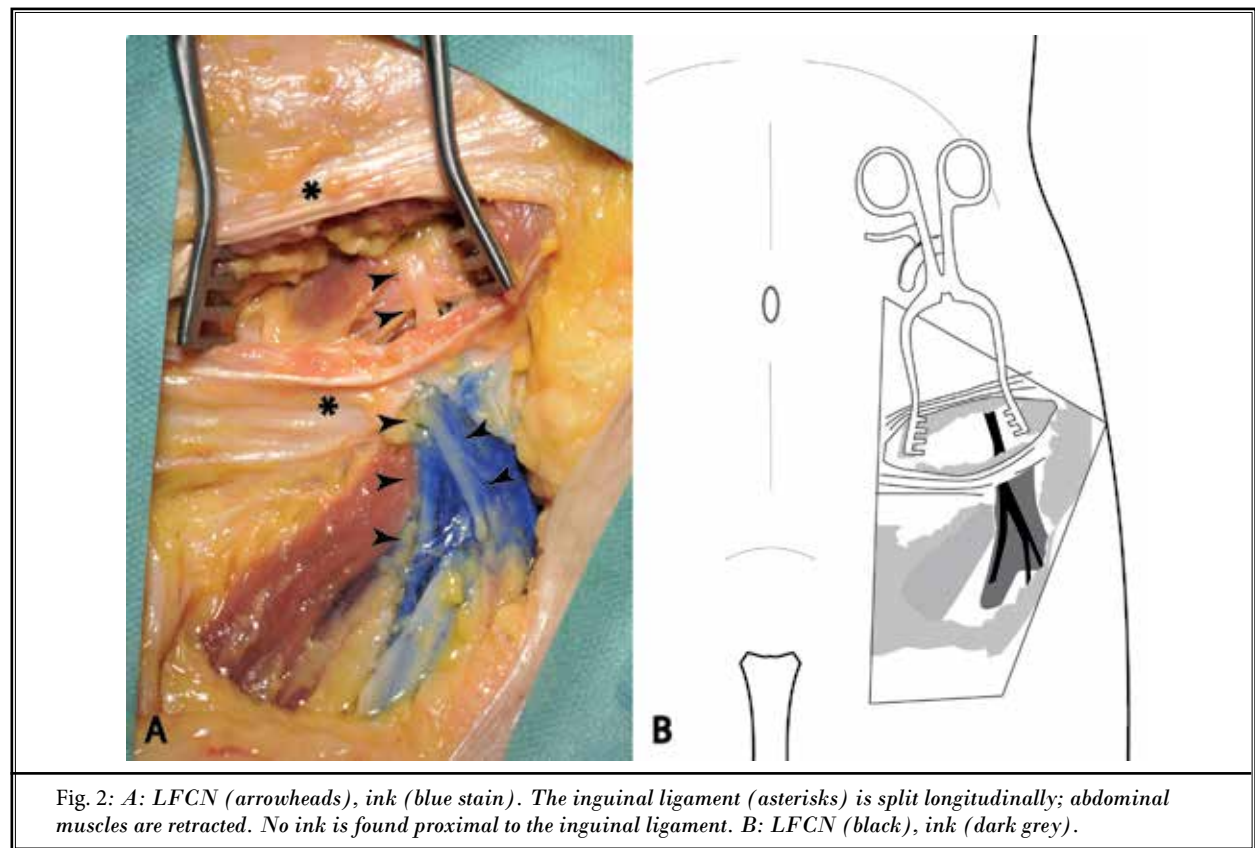 A
B
Fig. 2: A: LFCN (arrowheads), ink (blue stain). The inguinal ligament (asterisks) is split longitudinally; abdominal
muscles are retracted. No ink is found proximal to the inguinal ligament. B: LFCN (black), ink (dark grey).